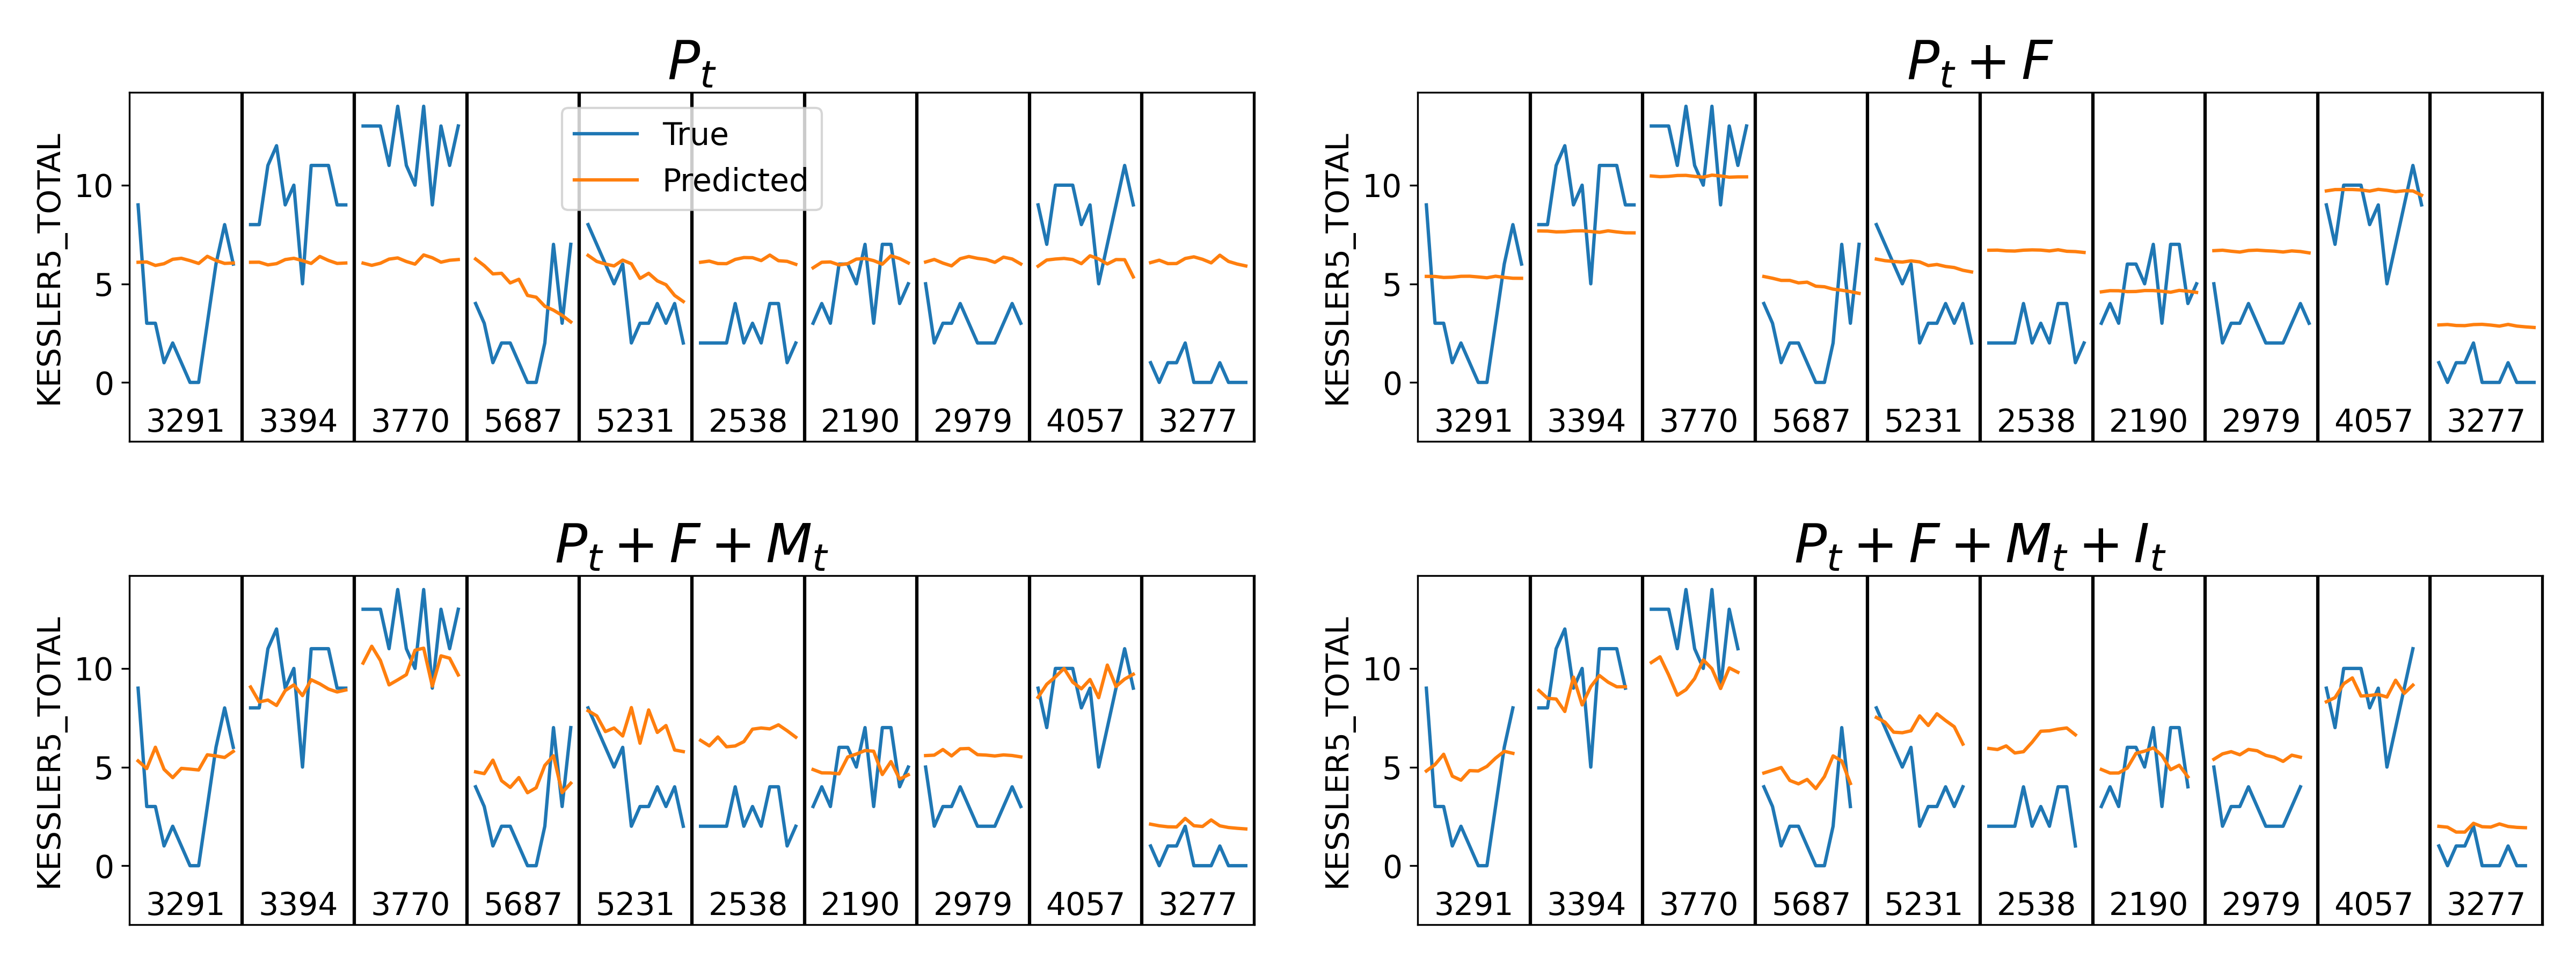 P_t
KESSLER5_TOTAL
10
5
0
True
Predicted
3291 3394 3770 5687 5231 2538 2190 2979 4057 3277
P_t + F
KESSLER5_TOTAL
10
5
0
3291 3394 3770 5687 5231 2538 2190 2979 4057 3277
P_t + F + M_t
KESSLER5_TOTAL
10
5
0
3291 3394 3770 5687 5231 2538 2190 2979 4057 3277
P_t + F + M_t + I_t
KESSLER5_TOTAL
10
5
0
3291 3394 3770 5687 5231 2538 2190 2979 4057 3277